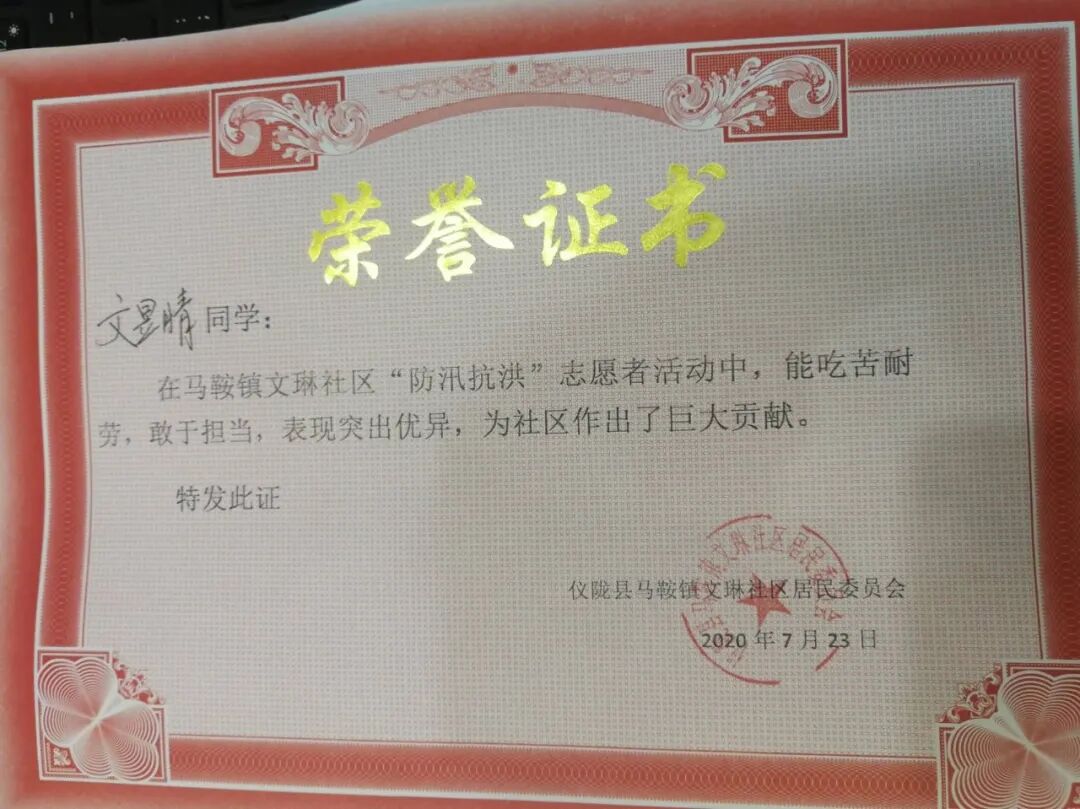 荣誉证书
文昱晴同学：
在马鞍镇文琳社区“防汛抗洪”志愿者活动中，能吃苦耐
劳，敢于担当，表现突出优异，为社区作出了巨大贡献。
特发此证
仪陇县马鞍镇文琳社区居民委员会
2020年7月23日